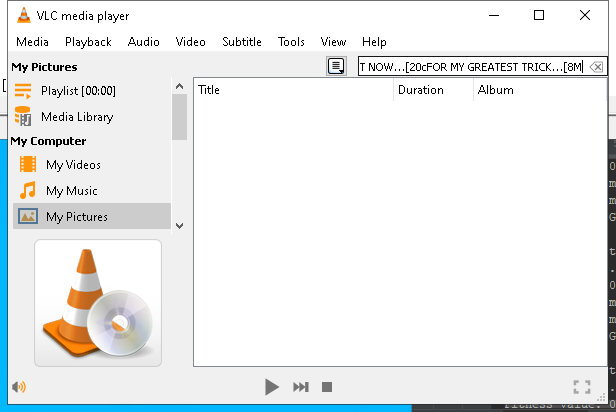 VLC media player
Media Playback Audio Video Subtitle Tools View Help
My Pictures
T NOW...[20cFOR MY GREATEST TRICK...[8M
Playlist [00:00]
Media Library
My Computer
My Videos
My Music
My Pictures
Title Duration Album